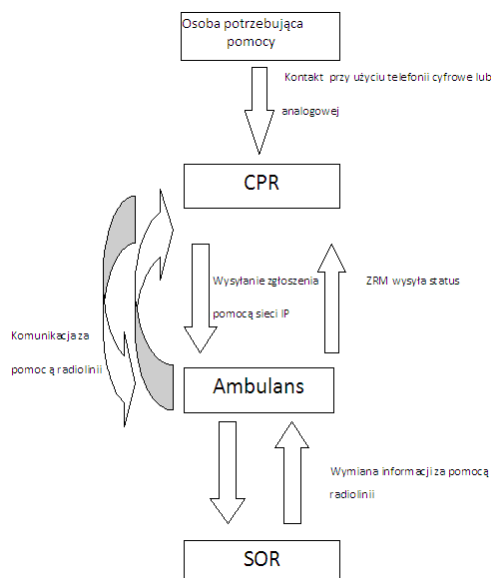 Osoba potrzebująca
pomocy
Kontakt przy użyciu telefonii cyfrowe lub
analogowej
CPR
Wysyłanie zgłoszenia
pomocą sieci IP
ZRM wysyła status
Komunikacja za
pomocą radiolinii
Ambulans
Wymiana informacji za pomocą
radiolinii
SOR